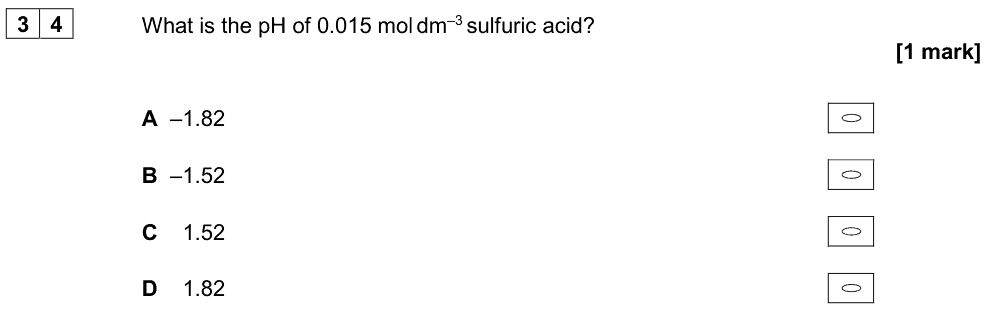 3 4 What is the pH of 0.015 mol dm⁻³ sulfuric acid?
[1 mark]
A –1.82
B –1.52
C 1.52
D 1.82